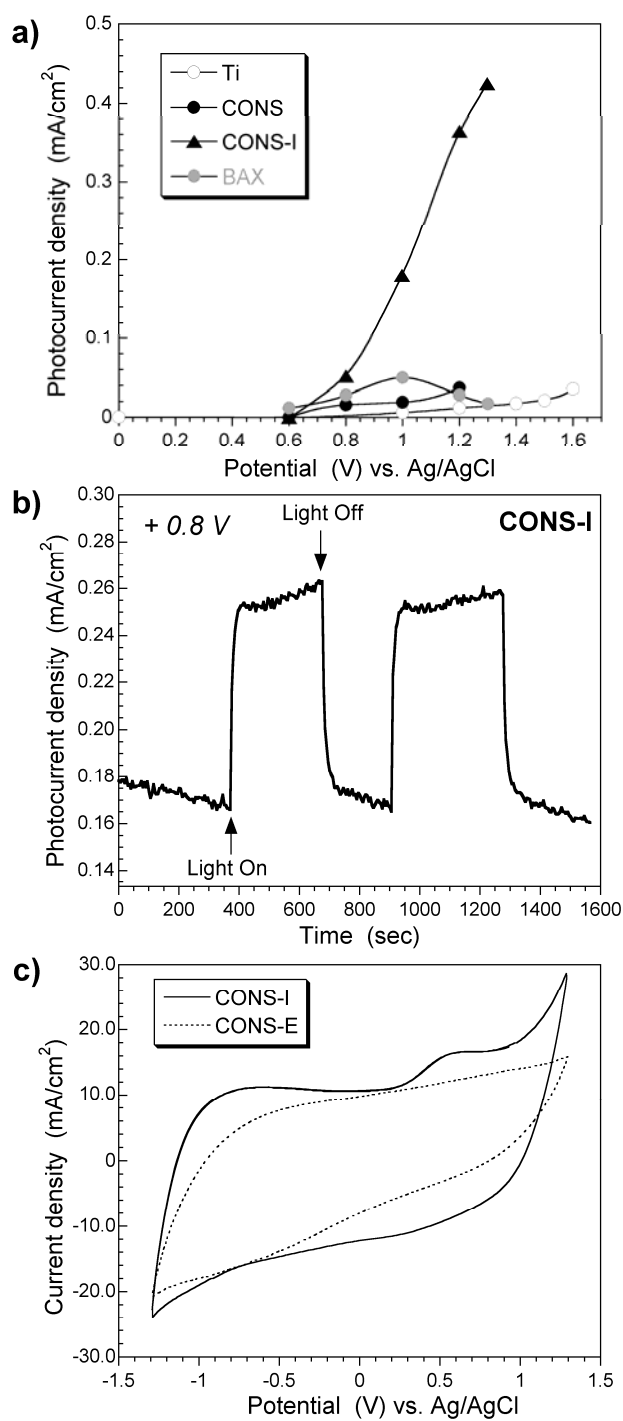 a)
Photocurrent density (mA/cm²)
0.5
0.4
0.3
0.2
0.1
0
Ti
CONS
CONS-I
BAX
0 0.2 0.4 0.6 0.8 1 1.2 1.4 1.6
Potential (V) vs. Ag/AgCl
b)
Photocurrent density (mA/cm²)
0.30
0.28
0.26
0.24
0.22
0.20
0.18
0.16
0.14
+ 0.8 V
Light Off
CONS-I
Light On
0 200 400 600 800 1000 1200 1400 1600
Time (sec)
c)
Current density (mA/cm²)
30.0
20.0
10.0
0
-10.0
-20.0
-30.0
CONS-I
CONS-E
-1.5 -1 -0.5 0 0.5 1 1.5
Potential (V) vs. Ag/AgCl